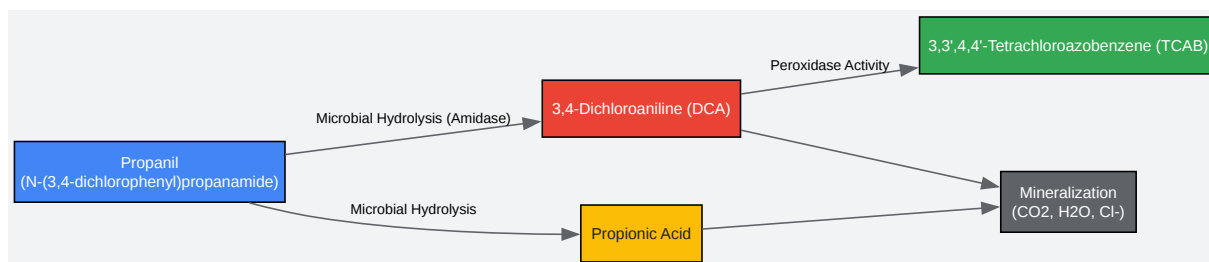 3,3',4,4'-Tetrachloroazobenzene (TCAB)
Peroxidase Activity
3,4-Dichloroaniline (DCA)
Microbial Hydrolysis (Amidase)
Propanil
(N-(3,4-dichlorophenyl)propanamide)
Microbial Hydrolysis
Propionic Acid
Mineralization
(CO2, H2O, Cl-)